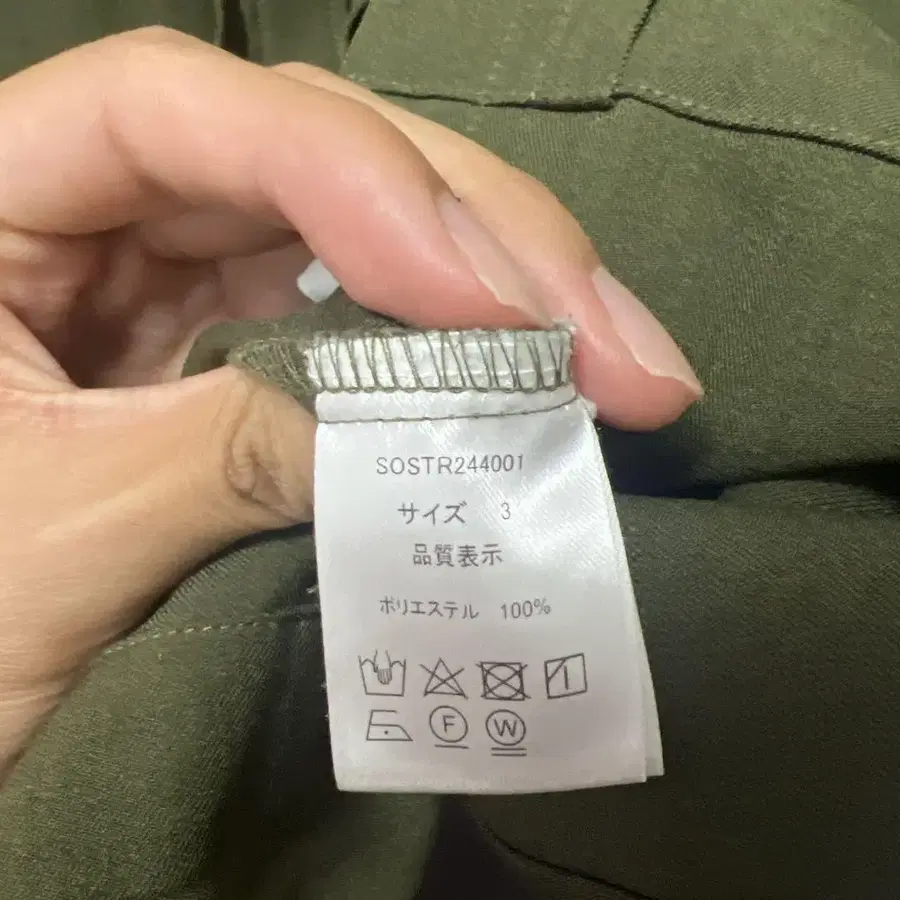 SOSTR244001
サイズ 3
品質表示
ポリエステル 100%
F W